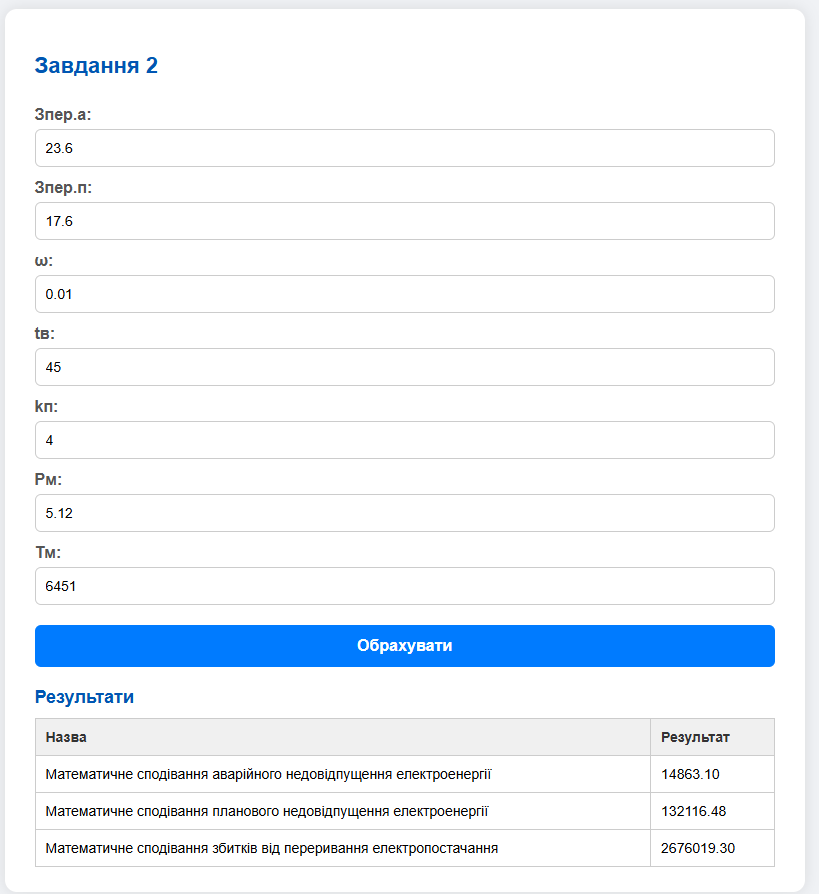 Завдання 2
Зпер.а:
23.6
Зпер.п:
17.6
ω:
0.01
tв:
45
kп:
4
Рм:
5.12
Тм:
6451
Обрахувати
Результати
Назва Результат
Математичне сподівання аварійного недовідпущення електроенергії 14863.10
Математичне сподівання планового недовідпущення електроенергії 132116.48
Математичне сподівання збитків від переривання електропостачання 2676019.30